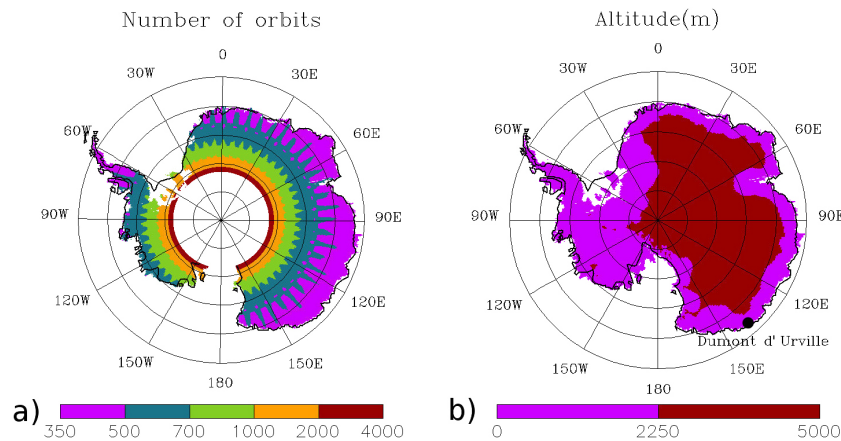 Number of orbits
0
30E
60E
90E
120E
150E
180
150W
120W
90W
60W
30W
a)
350 500 700 1000 2000 4000
Altitude(m)
0
30E
60E
90E
120E
150E
180
150W
120W
90W
60W
30W
Dumont d'Urville
b)
0 2250 5000